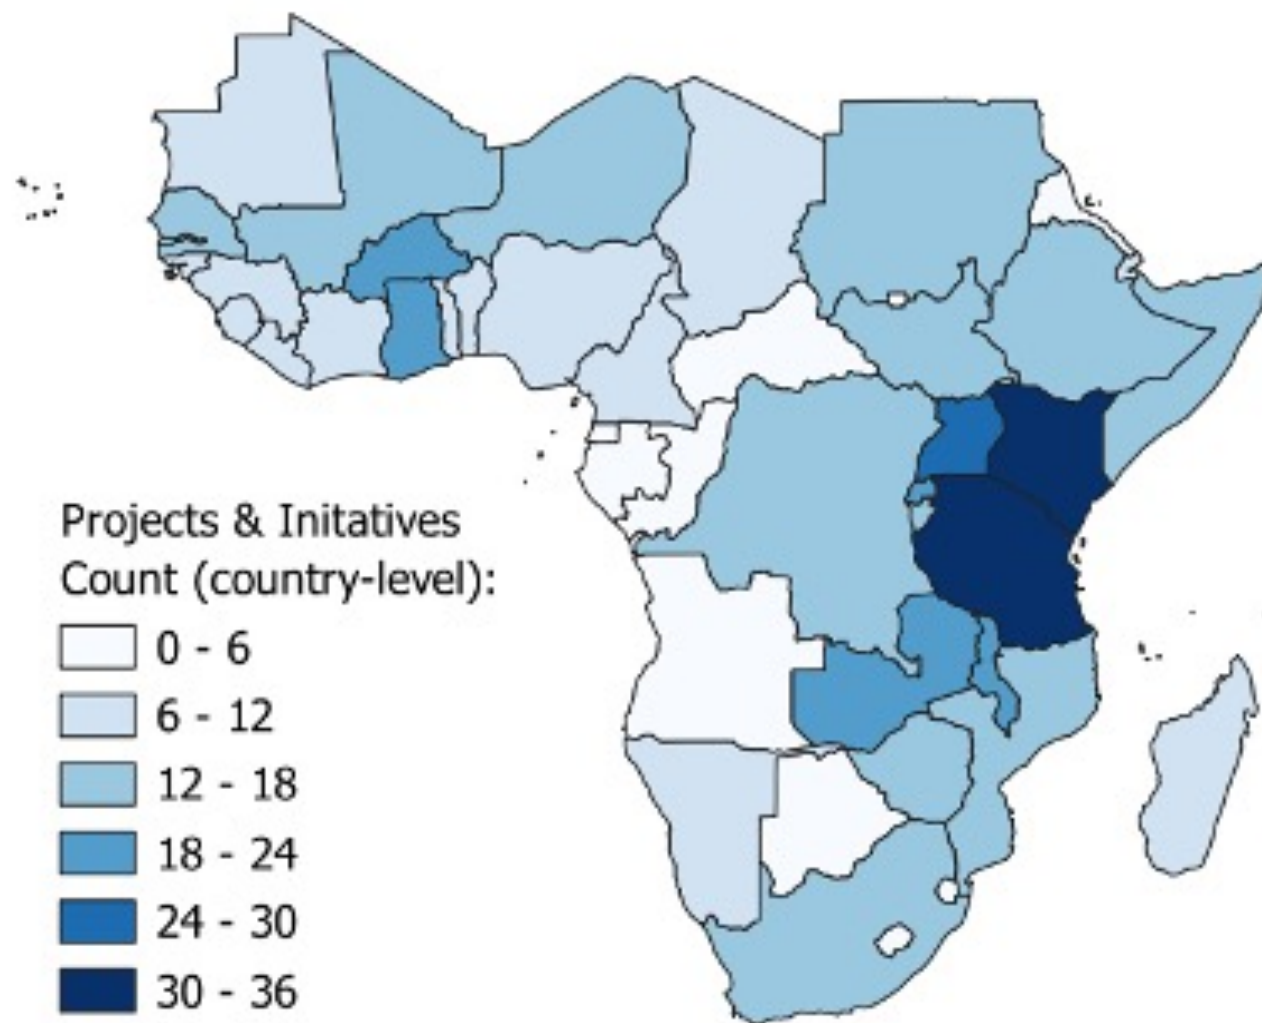 Projects & Initatives
Count (country-level):
0 - 6
6 - 12
12 - 18
18 - 24
24 - 30
30 - 36